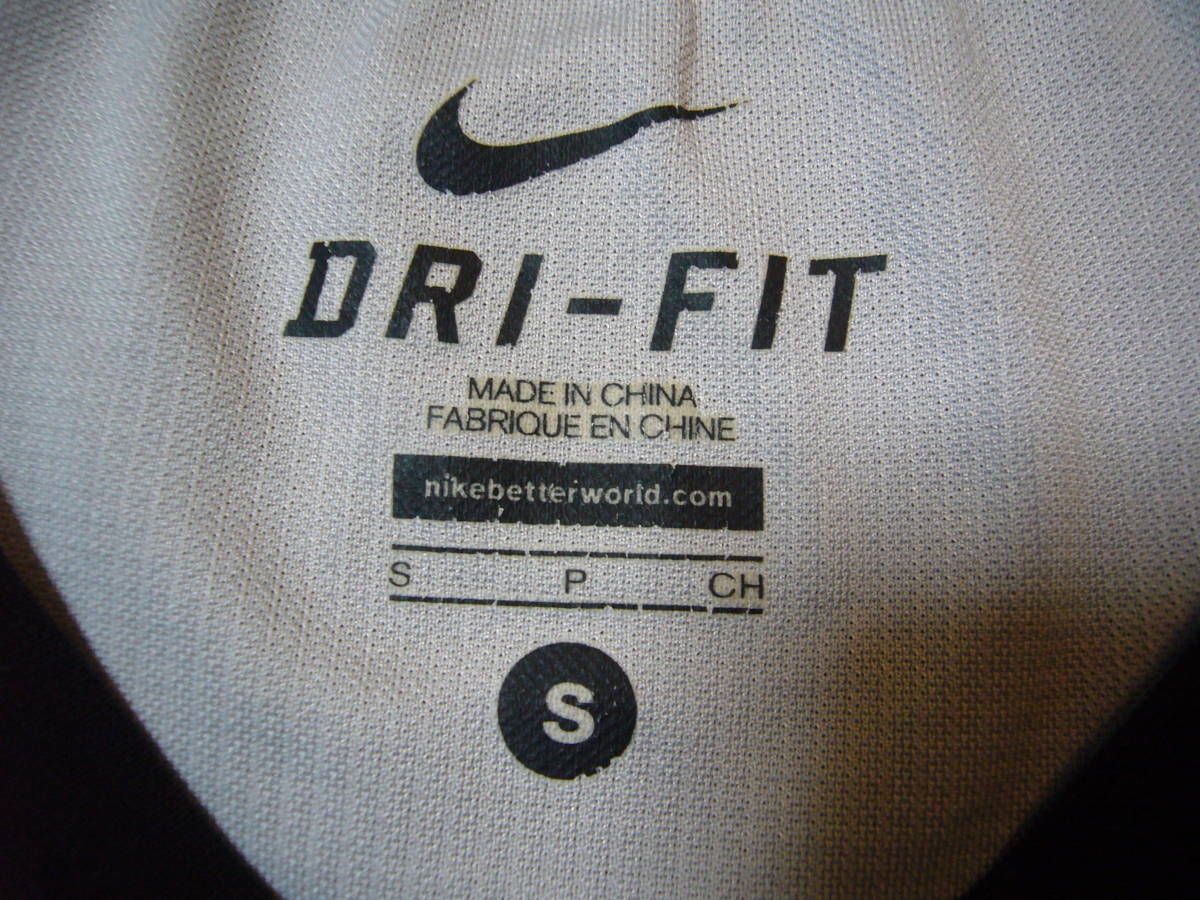 DRI-FIT
MADE IN CHINA
FABRIQUE EN CHINE
nikebetterworld.com
S P CH
S